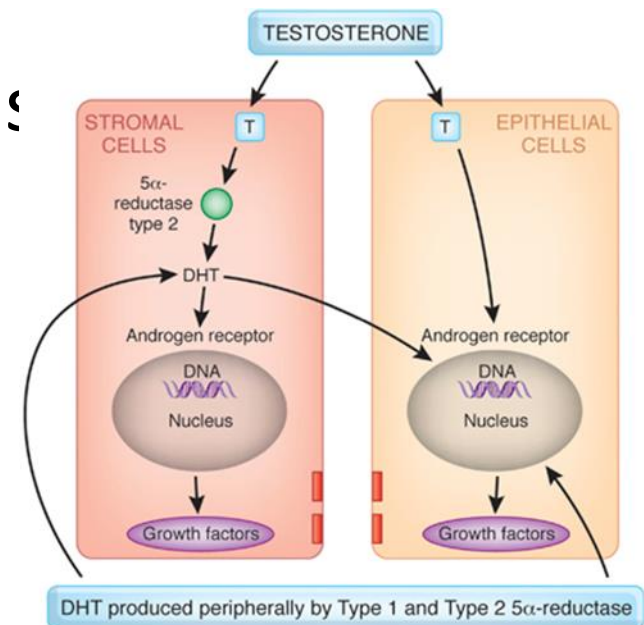 TESTOSTERONE
STROMAL
CELLS
T
5α-
reductase
type 2
DHT
Androgen receptor
DNA
Nucleus
Growth factors
T
EPITHELIAL
CELLS
Androgen receptor
DNA
Nucleus
Growth factors
DHT produced peripherally by Type 1 and Type 2 5α-reductase